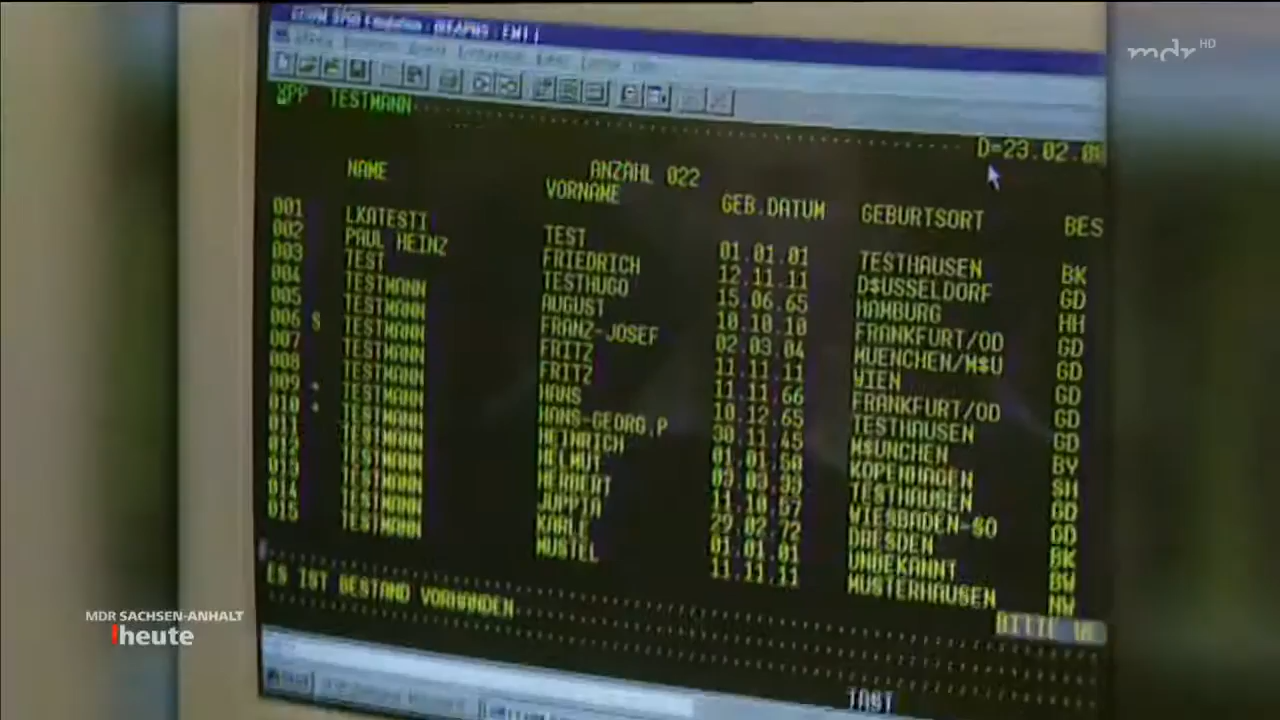 mdr HD
XPP TESTMANN
D=23.02.0
ANZAHL 022
NAME VORNAME GEB.DATUM GEBURTSORT BES
001 LKATESTI TEST 01.01.01 TESTHAUSEN BK
002 PAUL HEINZ FRIEDRICH 12.11.11 D$USSELDORF GD
003 TEST TESTHUGO 15.06.65 HAMBURG HH
004 TESTMANN AUGUST 10.10.10 FRANKFURT/OD GD
005 TESTMANN FRANZ-JOSEF 02.03.04 MUENCHEN/M$U GD
006 S TESTMANN FRITZ 11.11.11 WIEN GD
007 TESTMANN FRITZ 11.11.66 FRANKFURT/OD GD
008 TESTMANN HANS 10.12.65 TESTHAUSEN GD
009 + TESTMANN HANS-GEORG,P 30.11.45 M$UNCHEN BY
010 + TESTMANN HEINRICH 01.01.50 KOPENHAGEN SH
011 TESTMANN HELMUT TESTHAUSEN GD
012 TESTMANN HERBERT 11.10.57 WIESBADEN-SO GD
013 TESTMANN JUPPIA 29.02.72 DRESDEN BK
014 TESTMANN KARLE 01.01.01 UNBEKANNT BW
015 TESTMANN MUSTEL 11.11.11 MUSTERHAUSEN NW
ES IST BESTAND VORHANDEN
MDR SACHSEN-ANHALT
heute